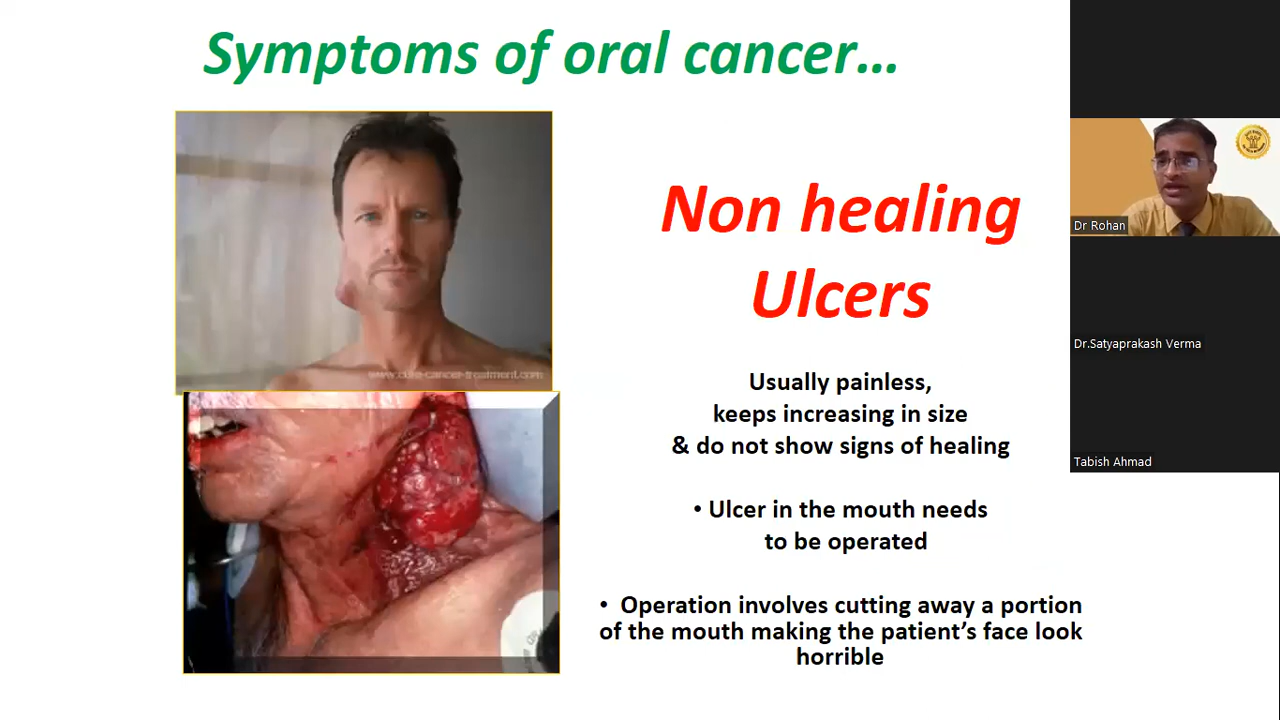 Symptoms of oral cancer...
Non healing
Ulcers
Usually painless,
keeps increasing in size
& do not show signs of healing
• Ulcer in the mouth needs
to be operated
• Operation involves cutting away a portion
of the mouth making the patient's face look
horrible
Dr Rohan
Dr.Satyaprakash Verma
Tabish Ahmad